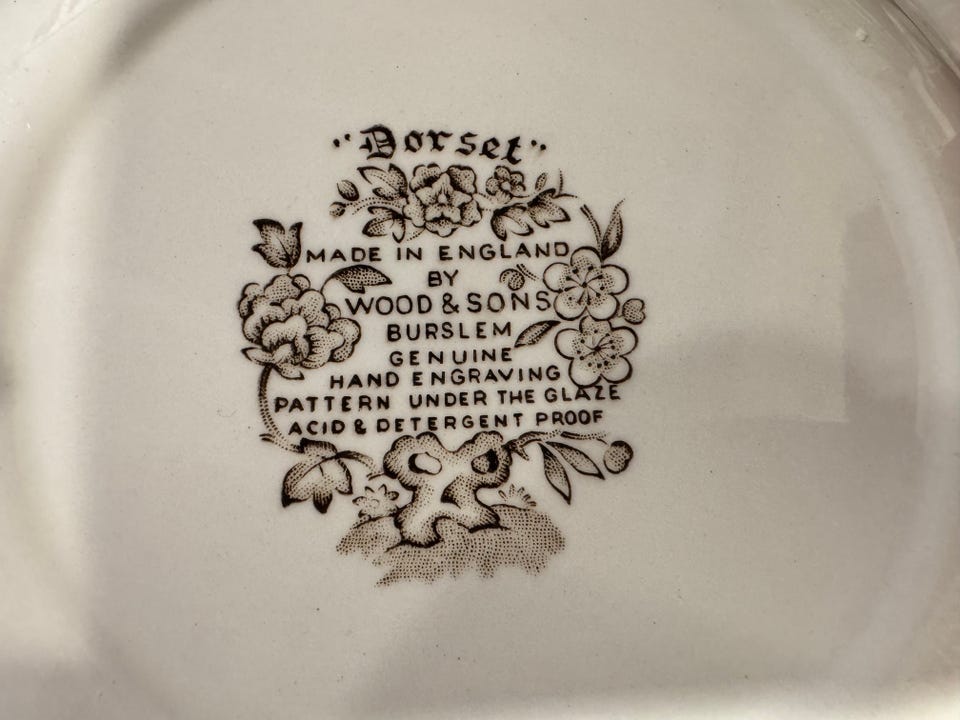 "Dorset"
MADE IN ENGLAND
BY
WOOD & SONS
BURSLEM
GENUINE
HAND ENGRAVING
PATTERN UNDER THE GLAZE
ACID & DETERGENT PROOF